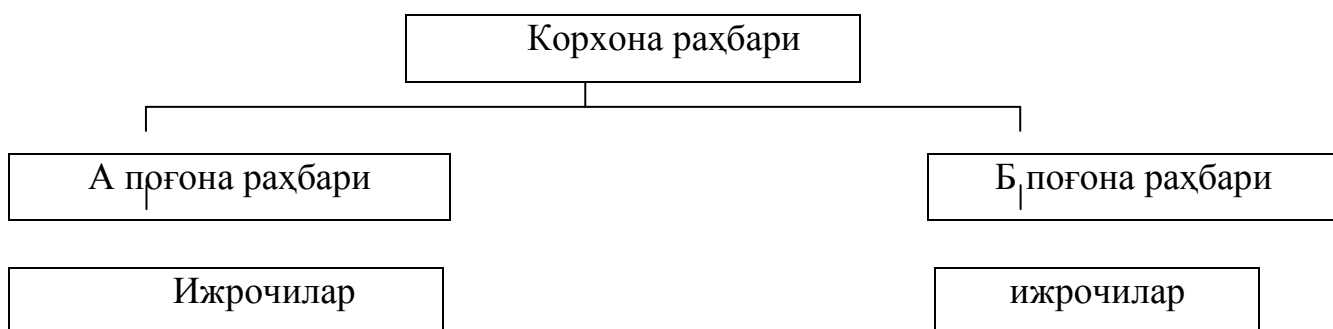 Корхона раҳбари
А поғона раҳбари
Б поғона раҳбари
Ижрочилар
ижрочилар